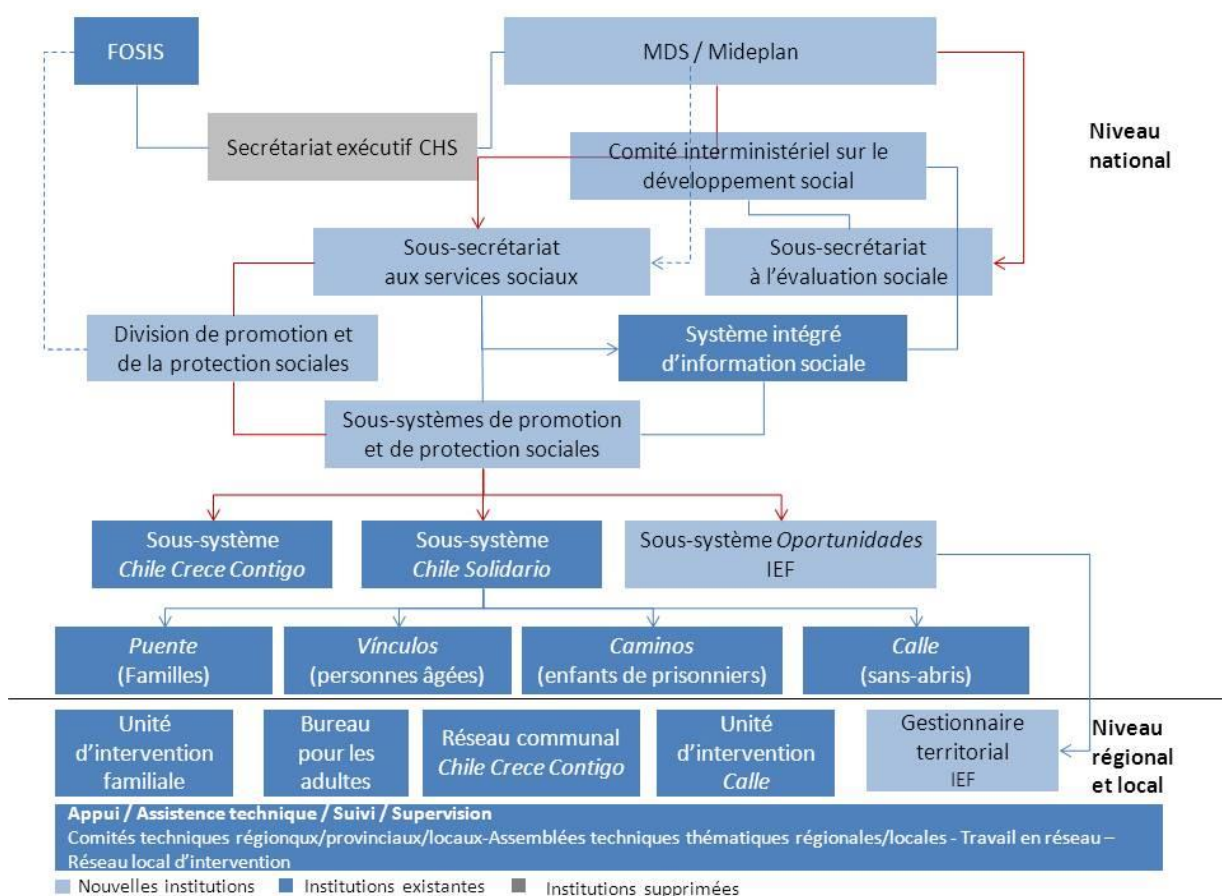 FOSIS
MDS / Mideplan
Secrétariat exécutif CHS
Comité interministériel sur le
développement social
Niveau
national
Sous-secrétariat
aux services sociaux
Sous-secrétariat
à l’évaluation sociale
Division de promotion et
de la protection sociales
Système intégré
d’information sociale
Sous-systèmes de promotion
et de protection sociales
Sous-système
Chile Crece Contigo
Sous-système
Chile Solidario
Sous-système Oportunidades
IEF
Puente
(Familles)
Vínculos
(personnes âgées)
Caminos
(enfants de prisonniers)
Calle
(sans-abris)
Unité
d’intervention
familiale
Bureau
pour les
adultes
Réseau communal
Chile Crece Contigo
Unité
d’intervention
Calle
Gestionnaire
territorial
IEF
Niveau
régional
et local
Appui / Assistence technique / Suivi / Supervision
Comités techniques régionqux/provinciaux/locaux-Assemblées techniques thématiques régionales/locales - Travail en réseau –
Réseau local d’intervention
Nouvelles institutions
Institutions existantes
Institutions supprimées